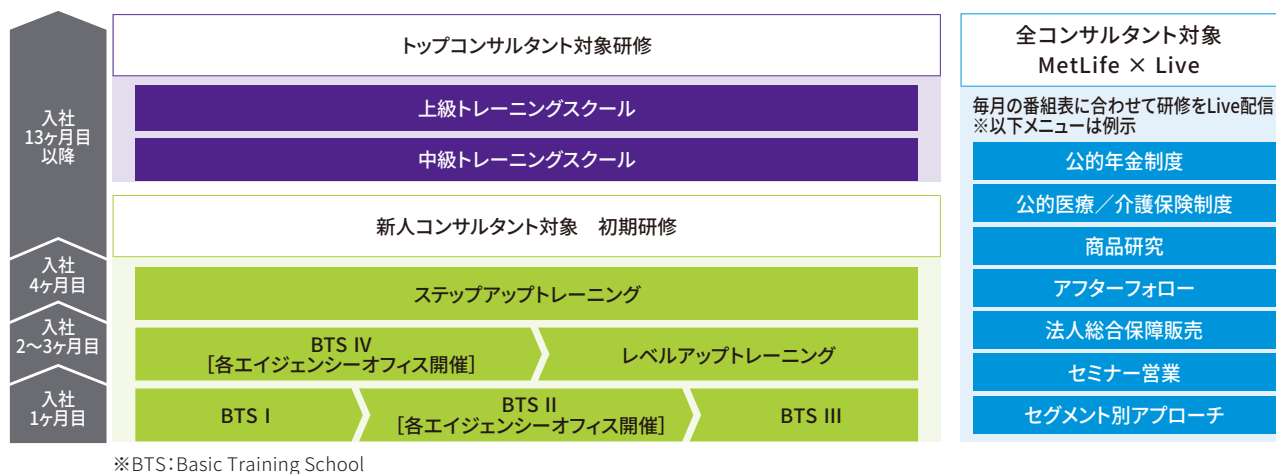 入社
13ヶ月目
以降
入社
4ヶ月目
入社
2〜3ヶ月目
入社
1ヶ月目
トップコンサルタント対象研修
上級トレーニングスクール
中級トレーニングスクール
新人コンサルタント対象　初期研修
ステップアップトレーニング
BTS IV
[各エイジェンシーオフィス開催]
レベルアップトレーニング
BTS I
BTS II
[各エイジェンシーオフィス開催]
BTS III
※BTS：Basic Training School
全コンサルタント対象
MetLife × Live
毎月の番組表に合わせて研修をLive配信
※以下メニューは例示
公的年金制度
公的医療／介護保険制度
商品研究
アフターフォロー
法人総合保障販売
セミナー営業
セグメント別アプローチ